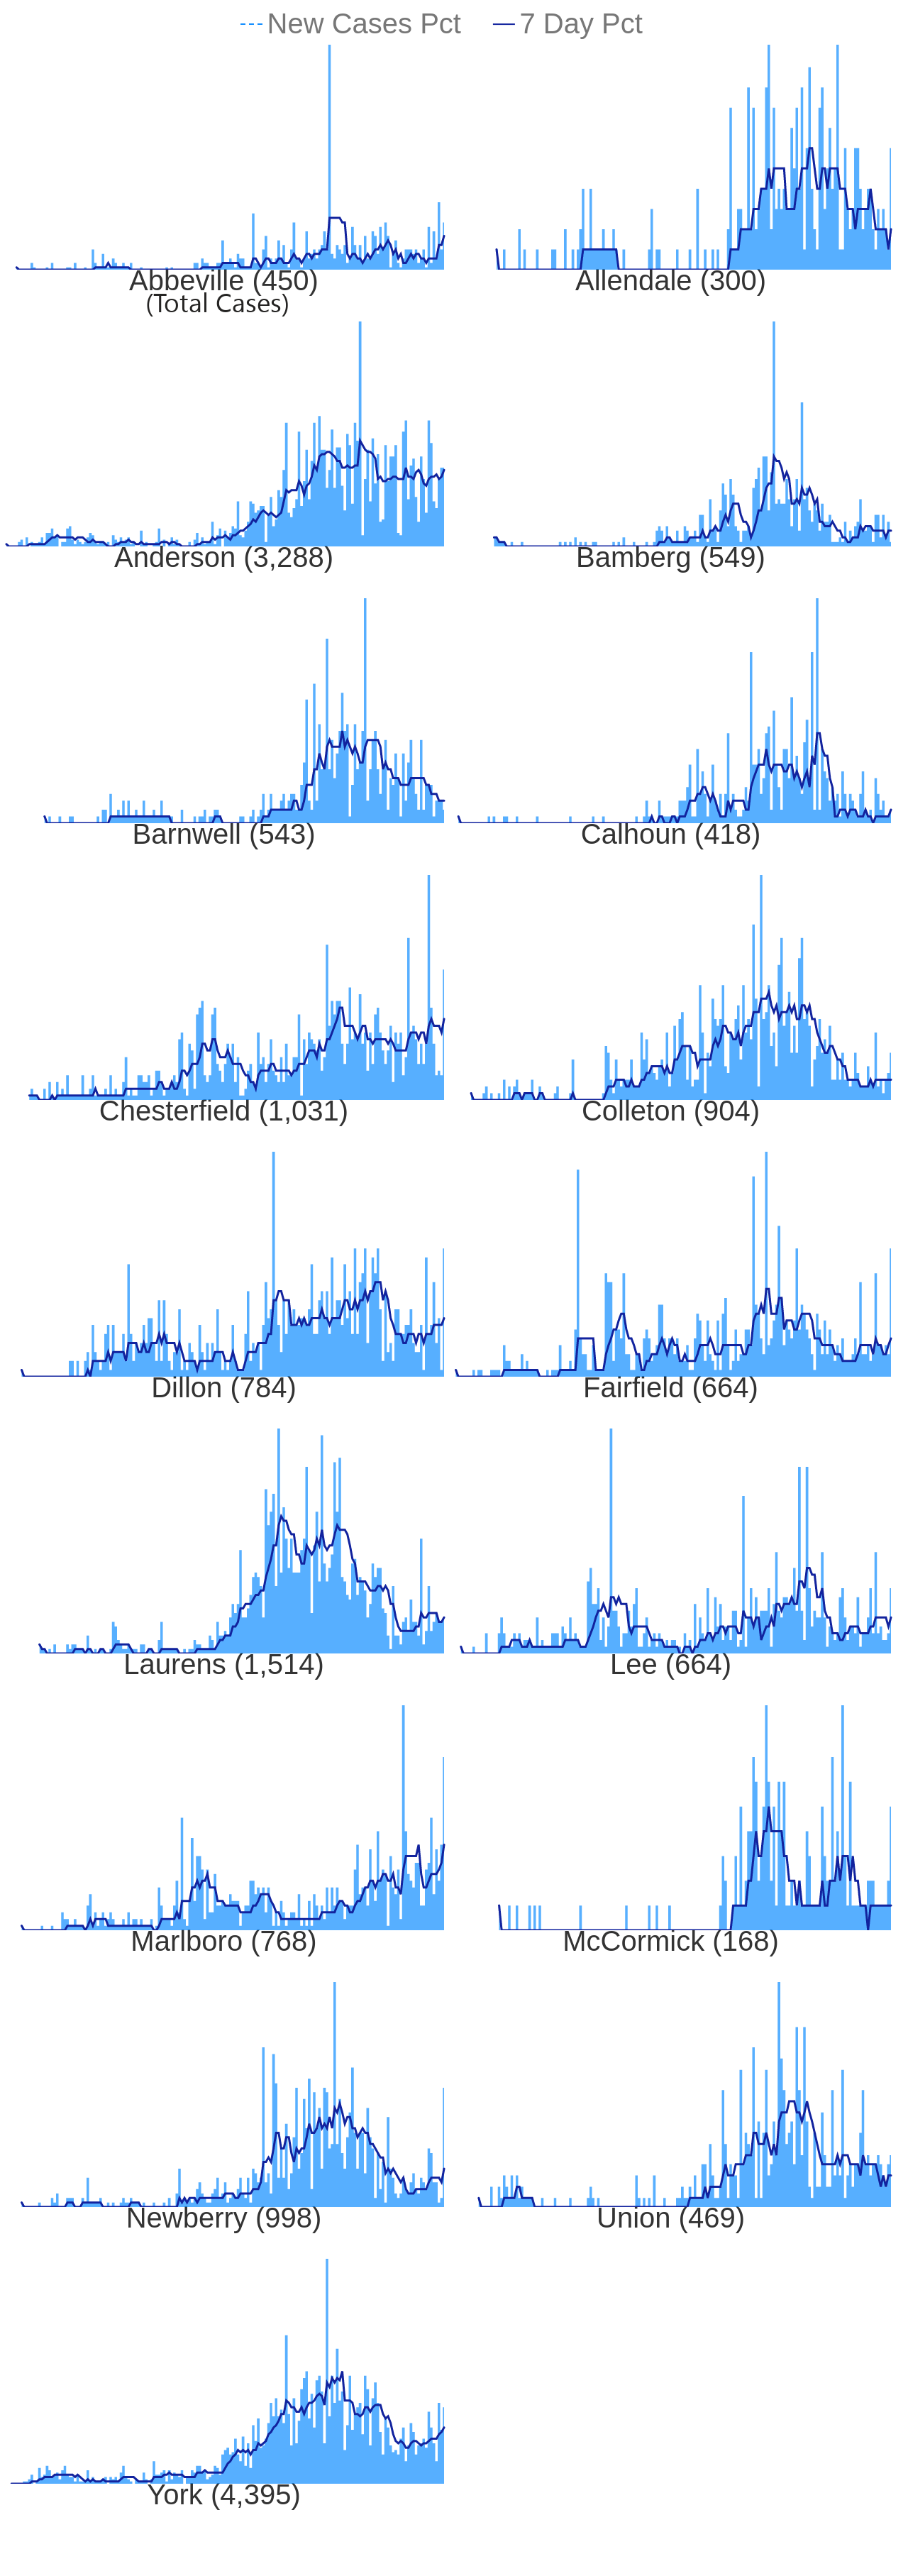 New Cases Pct 7 Day Pct
Abbeville (450) Allendale (300)
(Total Cases)
Anderson (3,288) Bamberg (549)
Barnwell (543) Calhoun (418)
Chesterfield (1,031) Colleton (904)
Dillon (784) Fairfield (664)
Laurens (1,514) Lee (664)
Marlboro (768) McCormick (168)
Newberry (998) Union (469)
York (4,395)